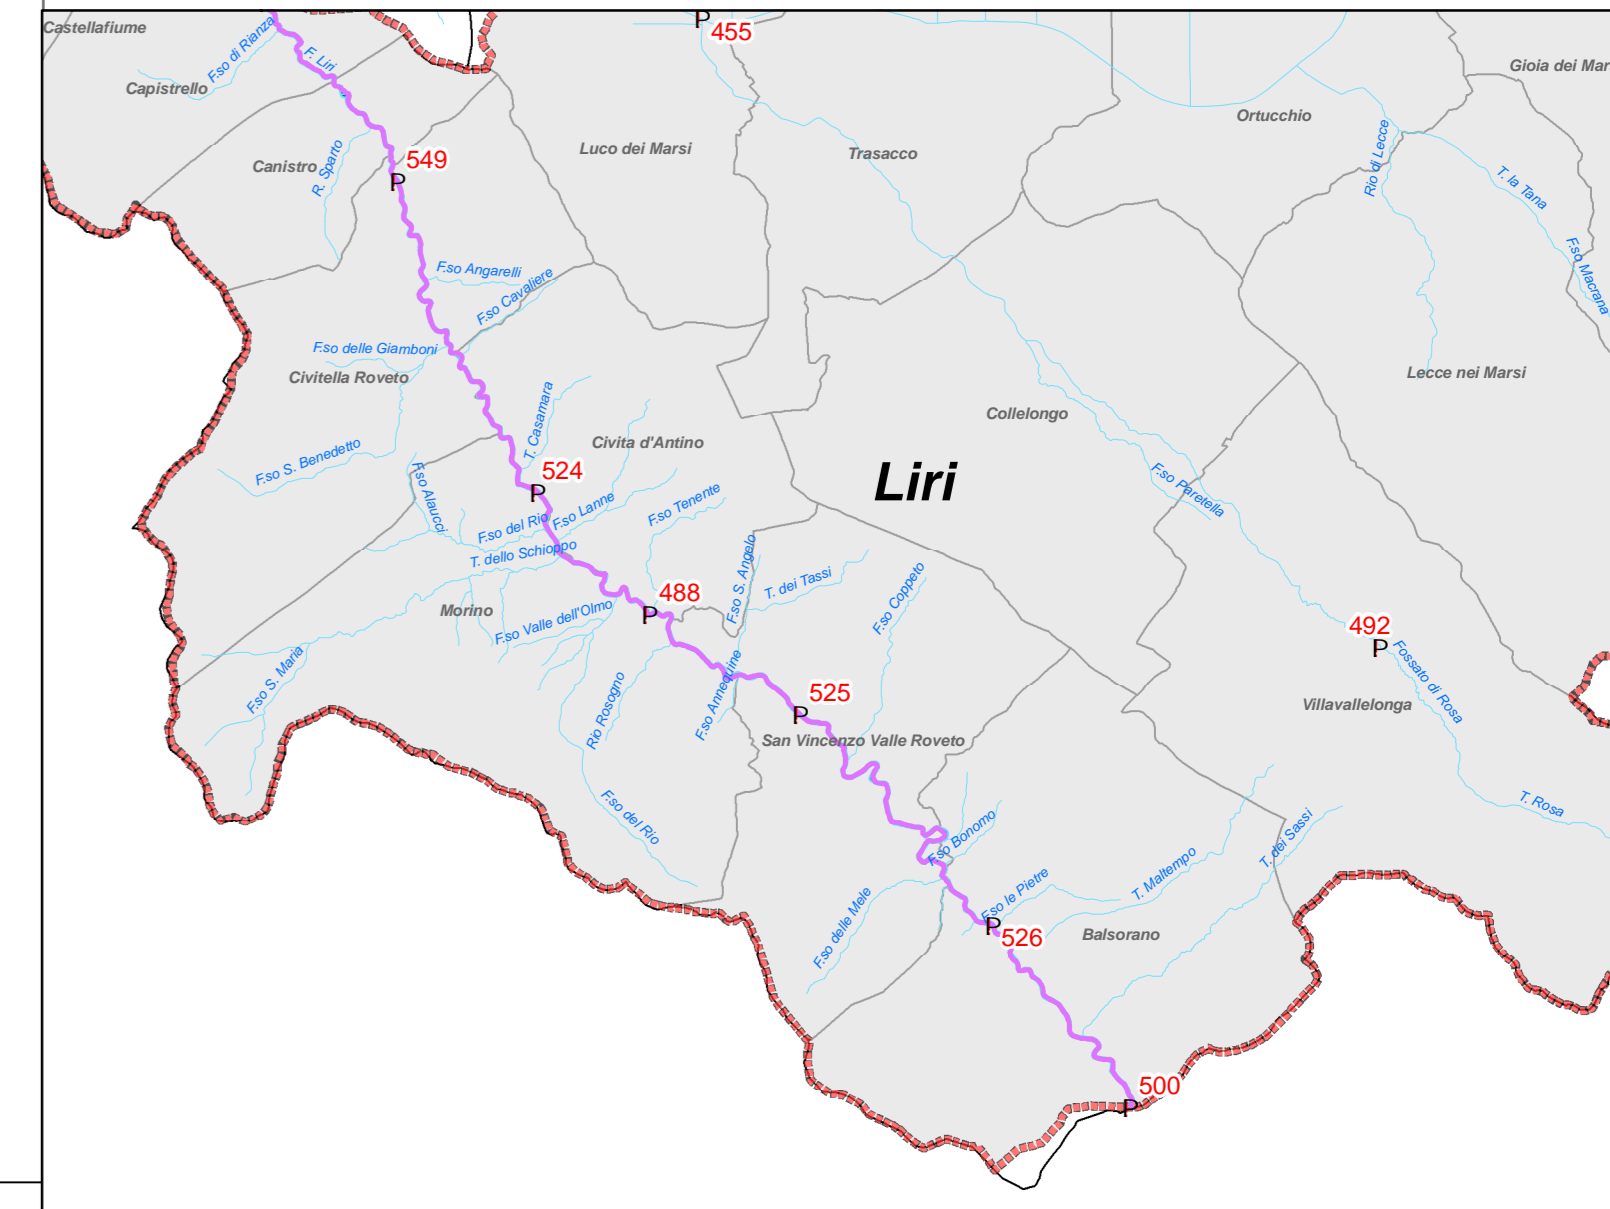 Castellafiume
F.so di Rianza
F. Liri
P
455
Gioia dei Mar
Capistrello
Ortucchio
Luco dei Marsi
Trasacco
Rio di Lecce
Canistro
R. Sparto
549
P
T. la Tana
F.so Macrana
F.so Angarelli
F.so Cavaliere
F.so delle Giamboni
Civitella Roveto
Lecce nei Marsi
Collelongo
T. Casamara
Civita d'Antino
F.so S. Benedetto
Liri
524
P
F.so Alaucci
F.so Paretella
F.so Tenente
F.so Lanne
F.so del Rio
T. dello Schioppo
F.so S. Angelo
T. dei Tassi
F.so Coppeto
488
P
Morino
F.so Valle dell'Olmo
492
P
Fossato di Rosa
F.so S. Maria
Rio Rosogno
F.so Annequine
525
P
Villavallelonga
San Vincenzo Valle Roveto
F.so del Rio
T. Rosa
F.so Bonomo
T. dei Sassi
T. Maltempo
F.so le Pietre
F.so delle Mele
P
526
Balsorano
500
P